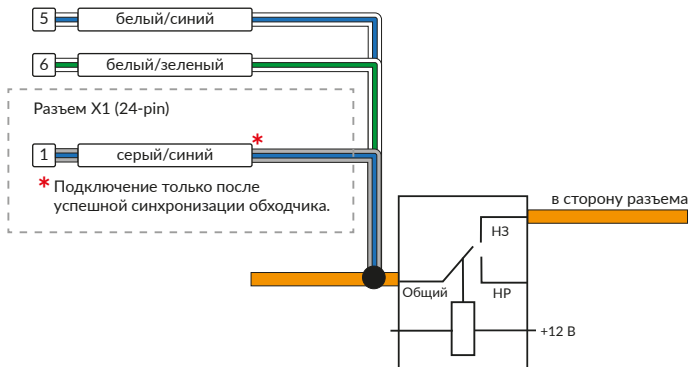 5 белый/синий
6 белый/зеленый
Разъем X1 (24-pin)
1 серый/синий *
* Подключение только после
успешной синхронизации обходчика.
в сторону разъема
НЗ
Общий
НР
+12 В